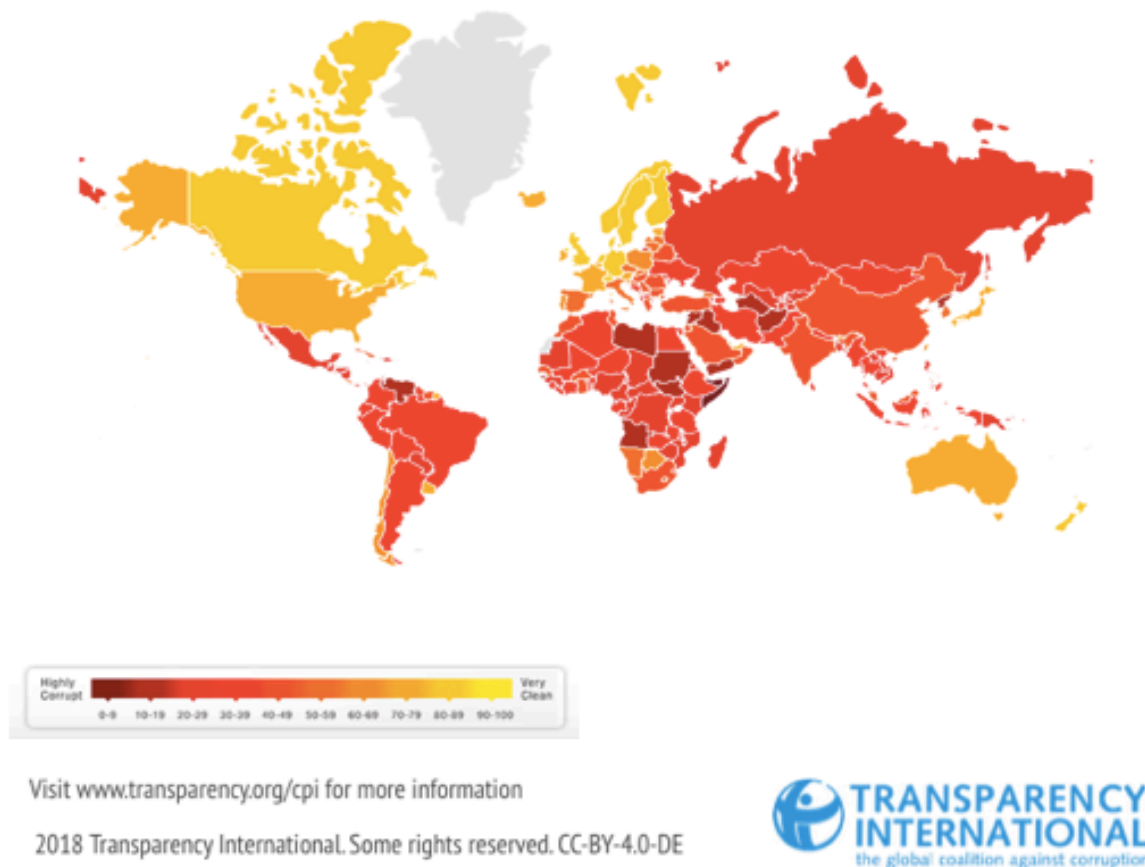 Highly
Corrupt
Very
Clean
0-9 10-19 20-29 30-39 40-49 50-59 60-69 70-79 80-89 90-100
Visit www.transparency.org/cpi for more information
2018 Transparency International. Some rights reserved. CC-BY-4.0-DE
TRANSPARENCY
INTERNATIONAL
the global coalition against corruption